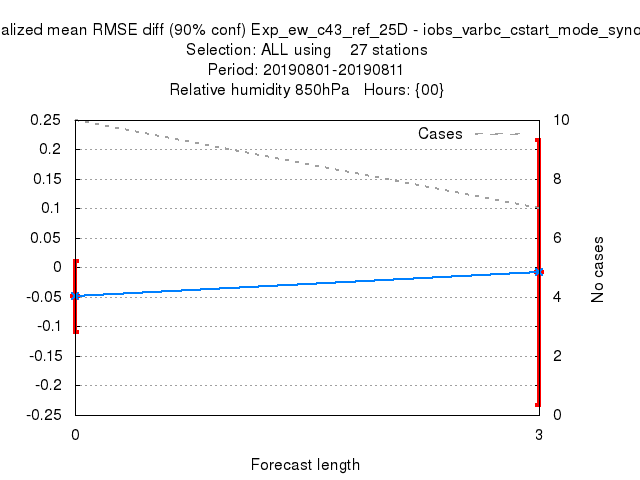 alized mean RMSE diff (90% conf) Exp_ew_c43_ref_25D - iobs_varbc_cstart_mode_syno
Selection: ALL using    27 stations
Period: 20190801-20190811
Relative humidity 850hPa   Hours: {00}
Cases
0.25
0.2
0.15
0.1
0.05
0
-0.05
-0.1
-0.15
-0.2
-0.25
10
8
6
4
2
0
No cases
0
3
Forecast length